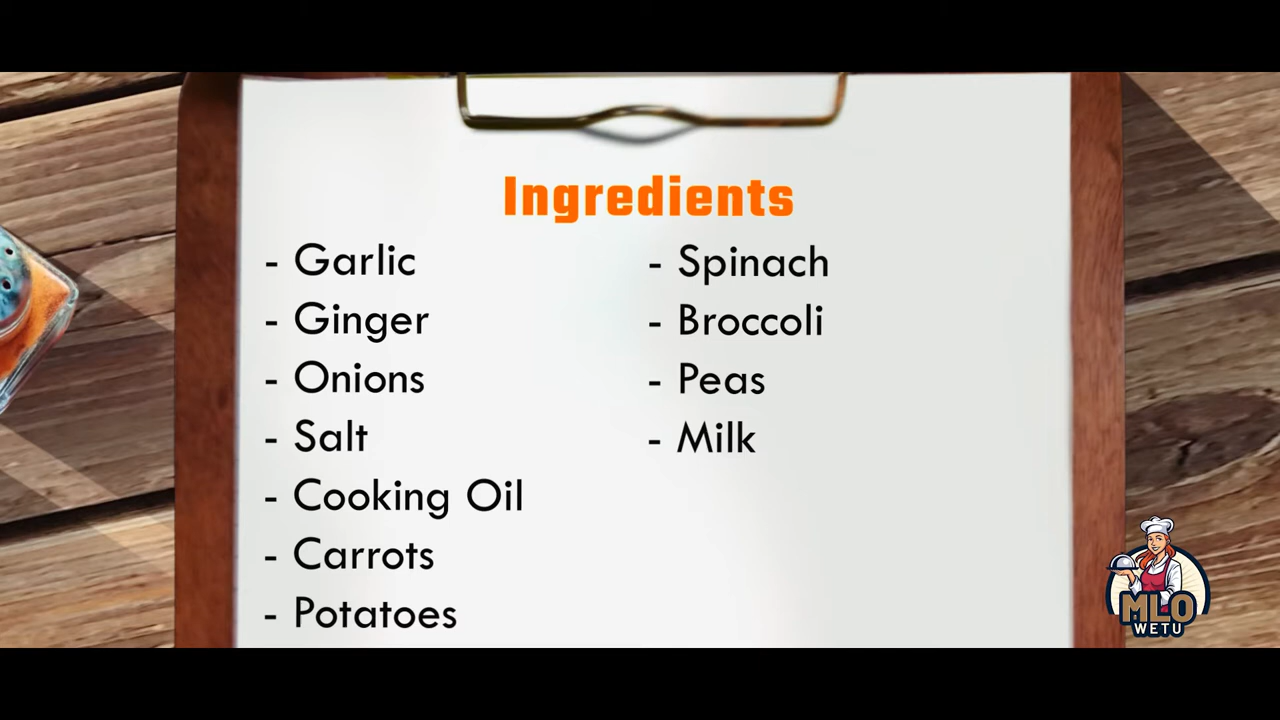 Ingredients
- Garlic
- Ginger
- Onions
- Salt
- Cooking Oil
- Carrots
- Potatoes
- Spinach
- Broccoli
- Peas
- Milk
MLO
WETU